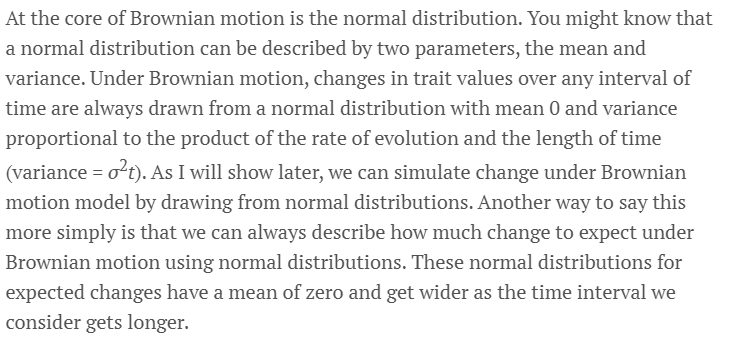 At the core of Brownian motion is the normal distribution. You might know that
a normal distribution can be described by two parameters, the mean and
variance. Under Brownian motion, changes in trait values over any interval of
time are always drawn from a normal distribution with mean 0 and variance
proportional to the product of the rate of evolution and the length of time
(variance = σ²t). As I will show later, we can simulate change under Brownian
motion model by drawing from normal distributions. Another way to say this
more simply is that we can always describe how much change to expect under
Brownian motion using normal distributions. These normal distributions for
expected changes have a mean of zero and get wider as the time interval we
consider gets longer.